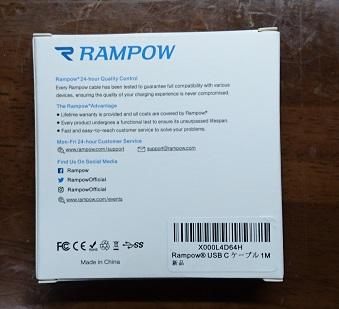 RAMPOW
Rampow® 24-hour Quality Control
Every Rampow cable has been tested to guarantee full compatibility with various
devices, ensuring the quality of your charging experience is never compromised.
The Rampow®Advantage
• Lifetime warranty is provided and all costs are covered by Rampow®
• Every product undergoes a functional test to ensure its unsurpassed lifespan.
• Fast and easy-to-reach customer service to solve your problems.
Mon-Fri 24-hour Customer Service
www.rampow.com/support support@rampow.com
Find Us On Social Media
Rampow
RampowOfficial
RampowOfficial
www.rampow.com/events
FC CE SS
Made in China
X000L4D64H
Rampow® USB C ケーブル 1M
新品